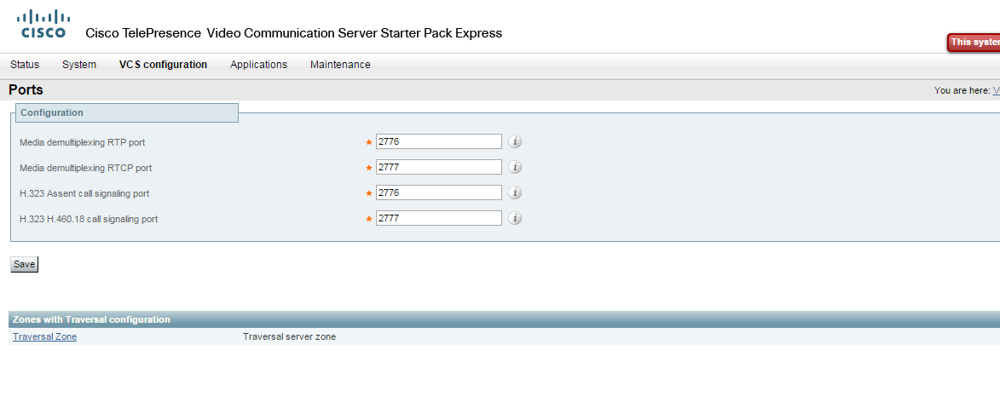 CISCO
Cisco TelePresence Video Communication Server Starter Pack Express
This
Status System VCS configuration Applications Maintenance
Ports
You are here:
Configuration
Media demultiplexing RTP port * 2776 i
Media demultiplexing RTCP port * 2777 i
H.323 Assent call signaling port * 2776 i
H.323 H.460.18 call signaling port * 2777 i
Save
Zones with Traversal configuration
Traversal Zone Traversal server zone